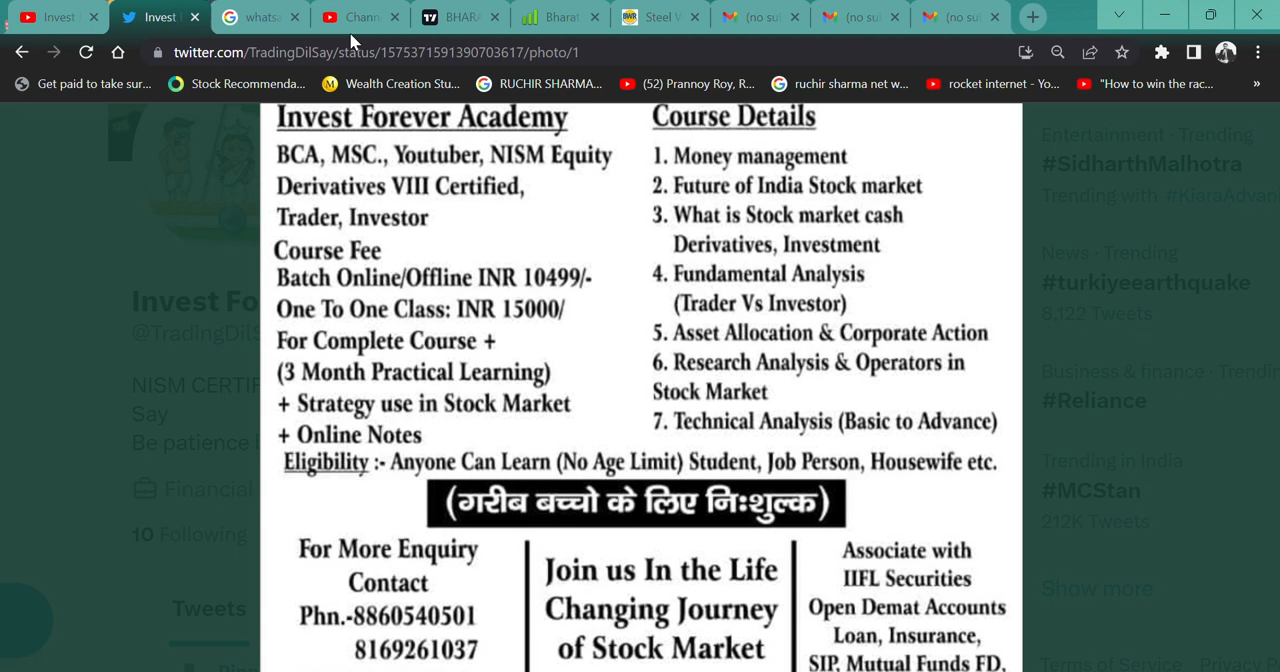 Invest
Invest
whatsa
Chann
BHARA
Bharat
Steel W
(no sul
(no sul
(no sul
twitter.com/TradingDilSay/status/1575371591390703617/photo/1
Get paid to take sur...
Stock Recommenda...
Wealth Creation Stu...
RUCHIR SHARMA...
(52) Prannoy Roy, R...
ruchir sharma net w...
rocket internet - Yo...
"How to win the rac...
»
Invest Forever Academy
BCA, MSC., Youtuber, NISM Equity
Derivatives VIII Certified,
Trader, Investor
Course Fee
Batch Online/Offline INR 10499/-
One To One Class: INR 15000/
For Complete Course +
(3 Month Practical Learning)
+ Strategy use in Stock Market
+ Online Notes
Course Details
1. Money management
2. Future of India Stock market
3. What is Stock market cash
Derivatives, Investment
4. Fundamental Analysis
(Trader Vs Investor)
5. Asset Allocation & Corporate Action
6. Research Analysis & Operators in
Stock Market
7. Technical Analysis (Basic to Advance)
Eligibility :- Anyone Can Learn (No Age Limit) Student, Job Person, Housewife etc.
(गरीब बच्चो के लिए निःशुल्क)
For More Enquiry
Contact
Phn.-8860540501
8169261037
Join us In the Life
Changing Journey
of Stock Market
Associate with
IIFL Securities
Open Demat Accounts
Loan, Insurance,
SIP, Mutual Funds FD,
Invest Fo
@TradingDilS
NISM CERTIF
Say
Be patience
Financial
10 Following
Tweets
Entertainment · Trending
#SidharthMalhotra
Trending with #KiaraAdvan
News · Trending
#turkiyeearthquake
8,122 Tweets
Business & finance · Trendin
#Reliance
Trending in India
#MCStan
212K Tweets
Show more
Terms of Service Privacy P